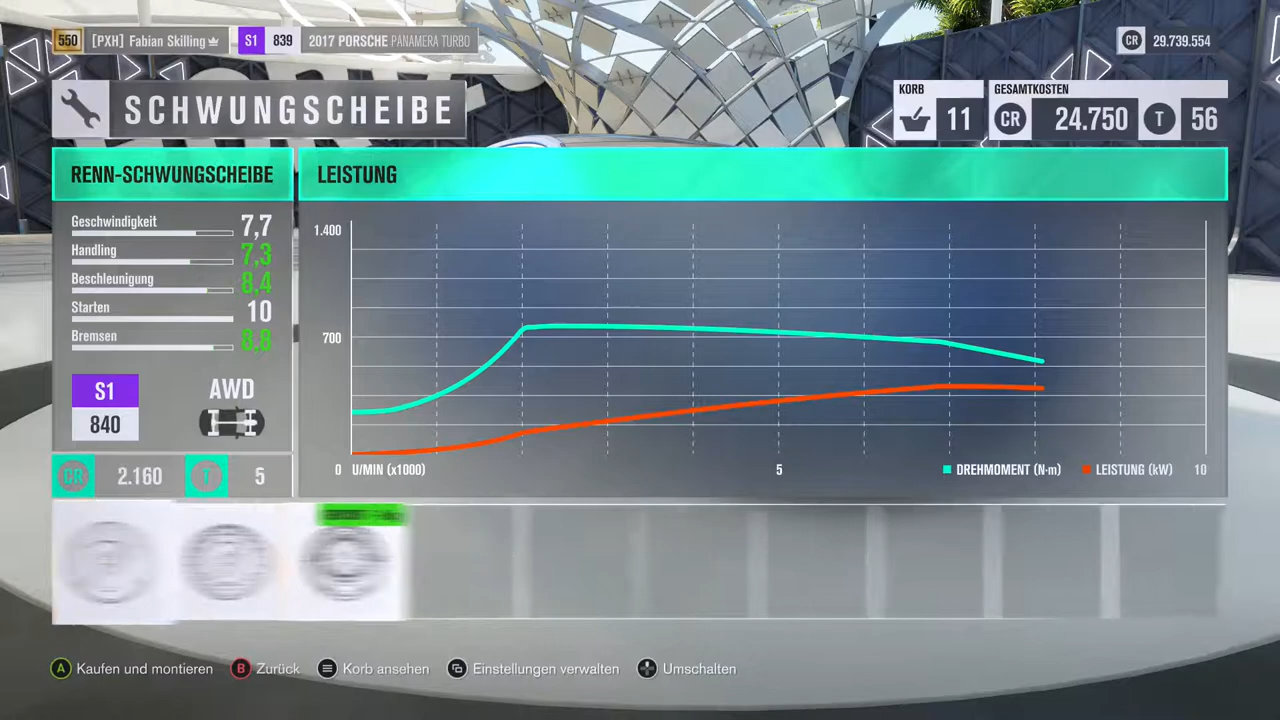 550 [PXH] Fabian Skilling S1 839 2017 PORSCHE PANAMERA TURBO
CR 29.739.554
SCHWUNGSCHEIBE
KORB
11
GESAMTKOSTEN
CR 24.750 T 56
RENN-SCHWUNGSCHEIBE
Geschwindigkeit 7,7
Handling 7,3
Beschleunigung 8,4
Starten 10
Bremsen 8,8
S1
840
AWD
CR 2.160 T 5
LEISTUNG
1.400
700
0 U/MIN (x1000) 5 DREHMOMENT (N·m) LEISTUNG (kW) 10
A Kaufen und montieren B Zurück Korb ansehen Einstellungen verwalten Umschalten